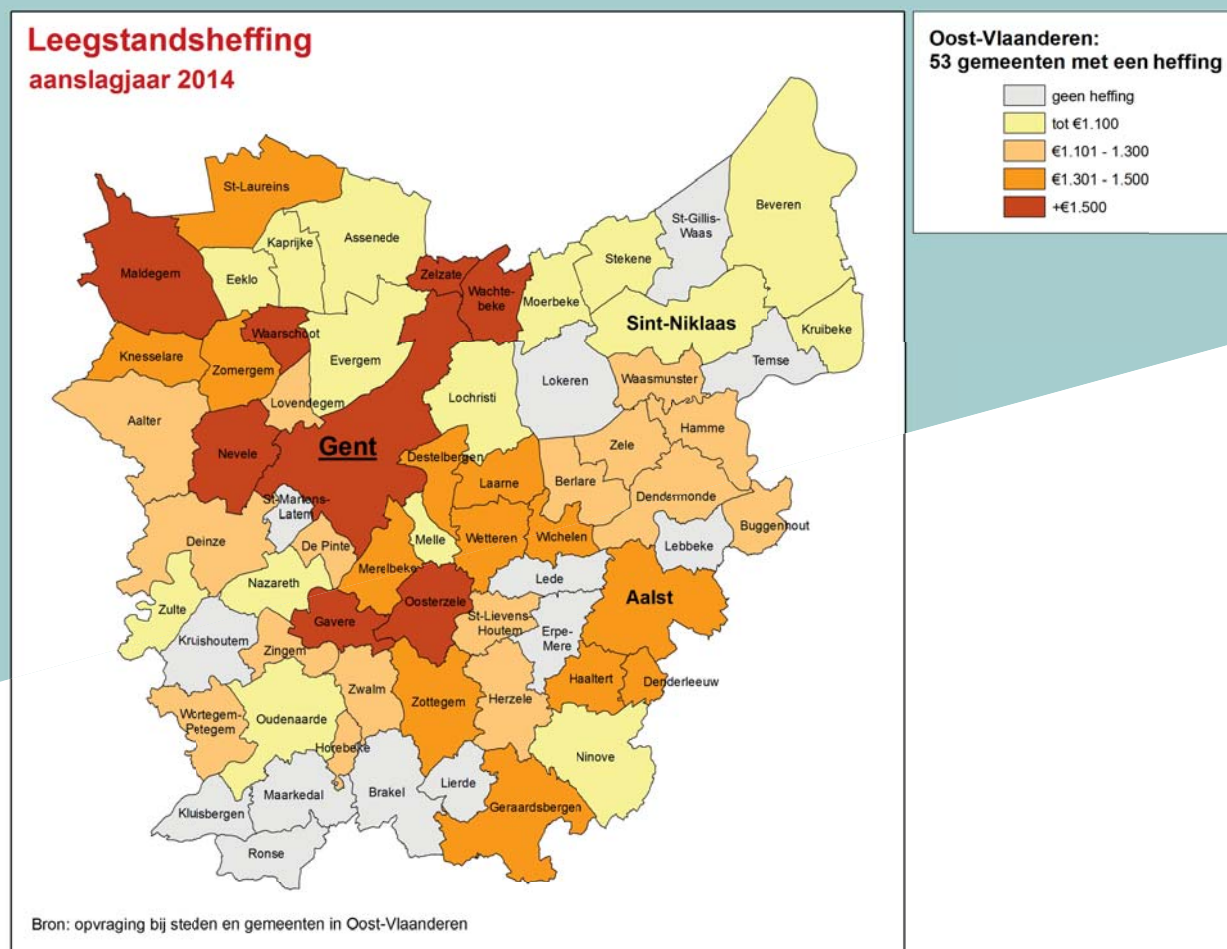 Leegstandsheffing
aanslagjaar 2014
Oost-Vlaanderen:
53 gemeenten met een heffing
geen heffing
tot €1.100
€1.101 - 1.300
€1.301 - 1.500
+€1.500
St-Laureins
Kaprijke
Assenede
Maldegem
Eeklo
Zelzate
Wachte-
beke
Moerbeke
Stekene
St-Gillis-
Waas
Beveren
Sint-Niklaas
Kruibeke
Temse
Waarschoot
Knesselare
Zomergem
Evergem
Lovendegem
Lochristi
Lokeren
Waasmunster
Aalter
Nevele
Gent
Destelbergen
Laarne
Berlare
Zele
Hamme
Dendermonde
Buggenhout
Lebbeke
St-Martens-
Latem
Deinze
De Pinte
Melle
Merelbeke
Wetteren
Wichelen
Lede
Aalst
Nazareth
Zulte
Kruishoutem
Gavere
Oosterzele
St-Lievens-
Houtem
Erpe-
Mere
Zingem
Zwalm
Zottegem
Herzele
Haaltert
Denderleeuw
Wortegem-
Petegem
Oudenaarde
Horebeke
Ninove
Kluisbergen
Maarkedal
Brakel
Lierde
Geraardsbergen
Ronse
Bron: opvraging bij steden en gemeenten in Oost-Vlaanderen